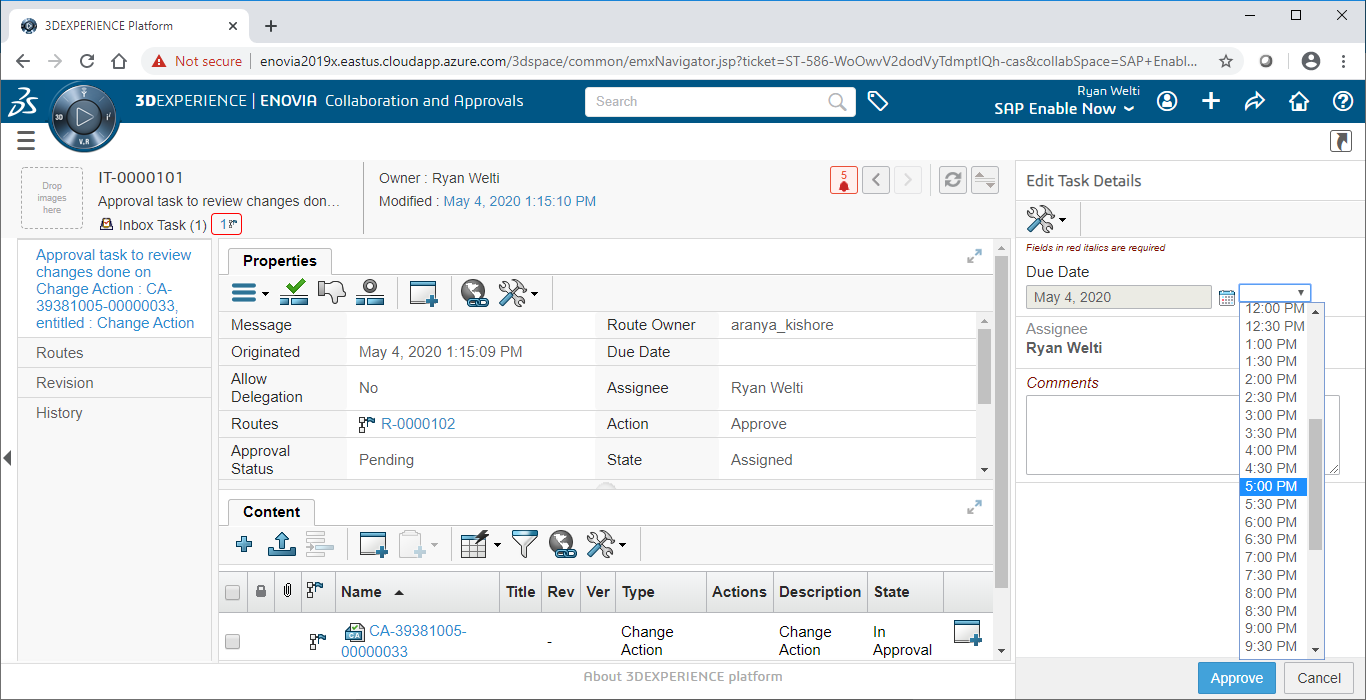 3DEXPERIENCE Platform
Not secure
enovia2019x.eastus.cloudapp.azure.com/3dspace/common/emxNavigator.jsp?ticket=ST-586-WoOwvV2dodVyTdmptIQh-cas&collabSpace=SAP+Enabl...
3DEXPERIENCE | ENOVIA Collaboration and Approvals
Search
Ryan Welti
SAP Enable Now
3D
V.R
Drop
images
here
IT-0000101
Approval task to review changes don...
Inbox Task (1)
1
Owner : Ryan Welti
Modified : May 4, 2020 1:15:10 PM
5
Approval task to review
changes done on
Change Action : CA-
39381005-00000033,
entitled : Change Action
Routes
Revision
History
Properties
Message
Route Owner
aranya_kishore
Originated
May 4, 2020 1:15:09 PM
Due Date
Allow
Delegation
No
Assignee
Ryan Welti
Routes
R-0000102
Action
Approve
Approval
Status
Pending
State
Assigned
Content
Name
Title
Rev
Ver
Type
Actions
Description
State
CA
CA-39381005-
00000033
-
Change
Action
Change
Action
In
Approval
About 3DEXPERIENCE platform
Edit Task Details
Fields in red italics are required
Due Date
May 4, 2020
Assignee
Ryan Welti
Comments
12:00 PM
12:30 PM
1:00 PM
1:30 PM
2:00 PM
2:30 PM
3:00 PM
3:30 PM
4:00 PM
4:30 PM
5:00 PM
5:30 PM
6:00 PM
6:30 PM
7:00 PM
7:30 PM
8:00 PM
8:30 PM
9:00 PM
9:30 PM
Approve
Cancel